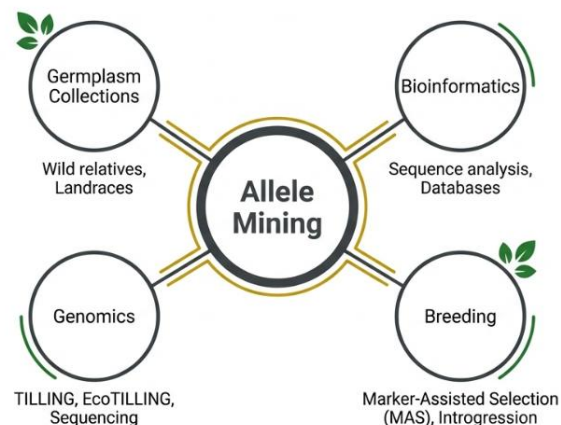 Germplasm
Collections
Wild relatives,
Landraces
Bioinformatics
Sequence analysis,
Databases
Allele
Mining
Genomics
TILLING, EcoTILLING,
Sequencing
Breeding
Marker-Assisted Selection
(MAS), Introgression